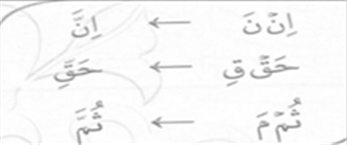 اِنْ نَ ← اِنَّ
حَقْ قِ ← حَقِّ
ثُمْ مَ ← ثُمَّ